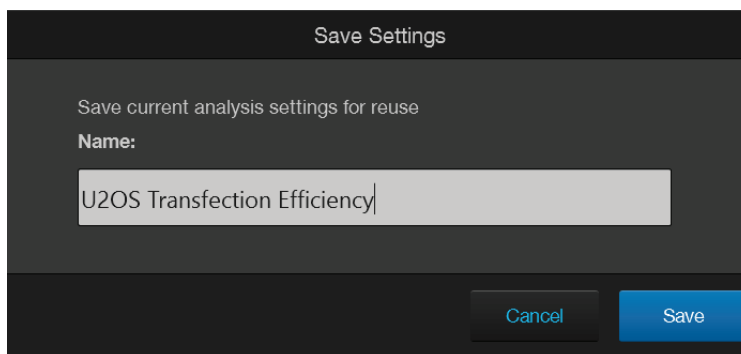 Save Settings
Save current analysis settings for reuse
Name:
U2OS Transfection Efficiency
Cancel
Save